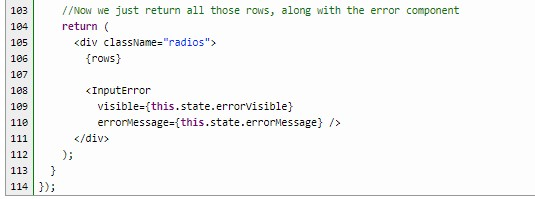 103 //Now we just return all those rows, along with the error component
104 return (
105 <div className="radios">
106 {rows}
107
108 <InputError
109 visible={this.state.errorVisible}
110 errorMessage={this.state.errorMessage} />
111 </div>
112 );
113 }
114 });